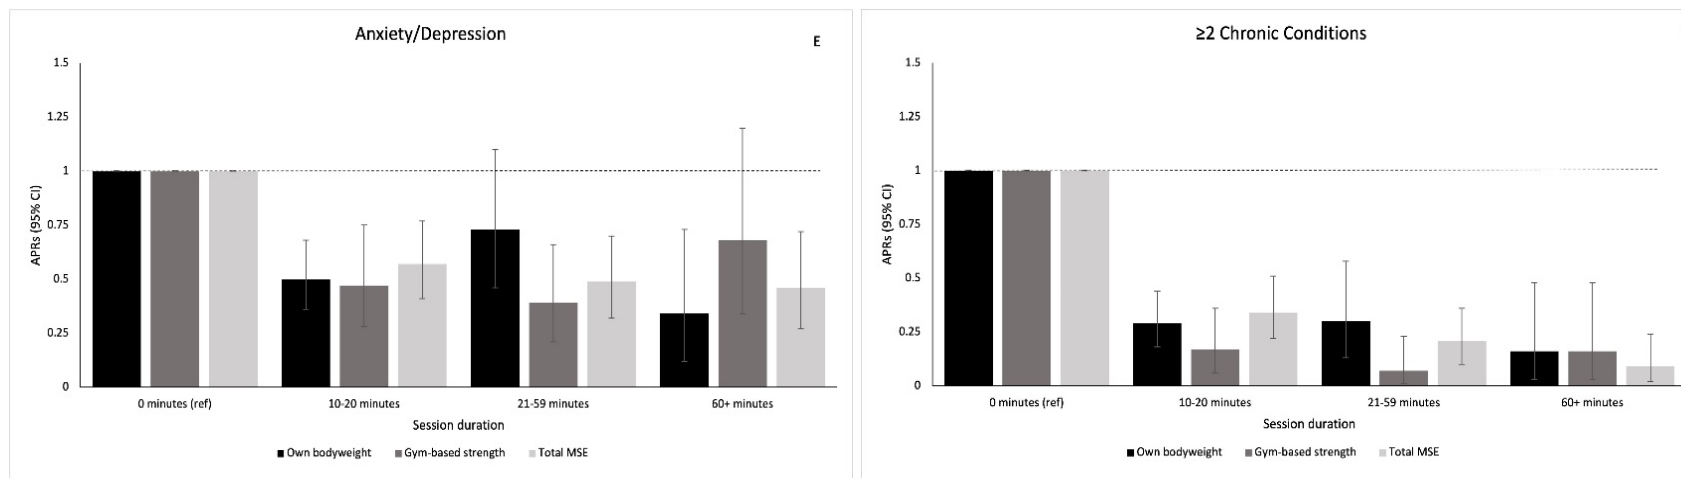 Anxiety/Depression
E
1.5
1.25
1
0.75
0.5
0.25
0
APRs (95% CI)
0 minutes (ref)
10-20 minutes
21-59 minutes
60+ minutes
Session duration
Own bodyweight
Gym-based strength
Total MSE
≥2 Chronic Conditions
1.5
1.25
1
0.75
0.5
0.25
0
APRs (95% CI)
0 minutes (ref)
10-20 minutes
21-59 minutes
60+ minutes
Session duration
Own bodyweight
Gym-based strength
Total MSE